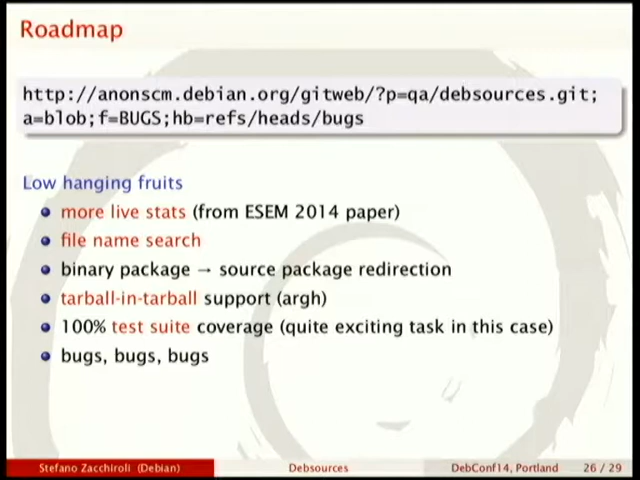 Roadmap
http://anonscm.debian.org/gitweb/?p=qa/debsources.git;
a=blob;f=BUGS;hb=refs/heads/bugs
Low hanging fruits
more live stats (from ESEM 2014 paper)
file name search
binary package → source package redirection
tarball-in-tarball support (argh)
100% test suite coverage (quite exciting task in this case)
bugs, bugs, bugs
Stefano Zacchiroli (Debian) Debsources DebConf14, Portland 26 / 29